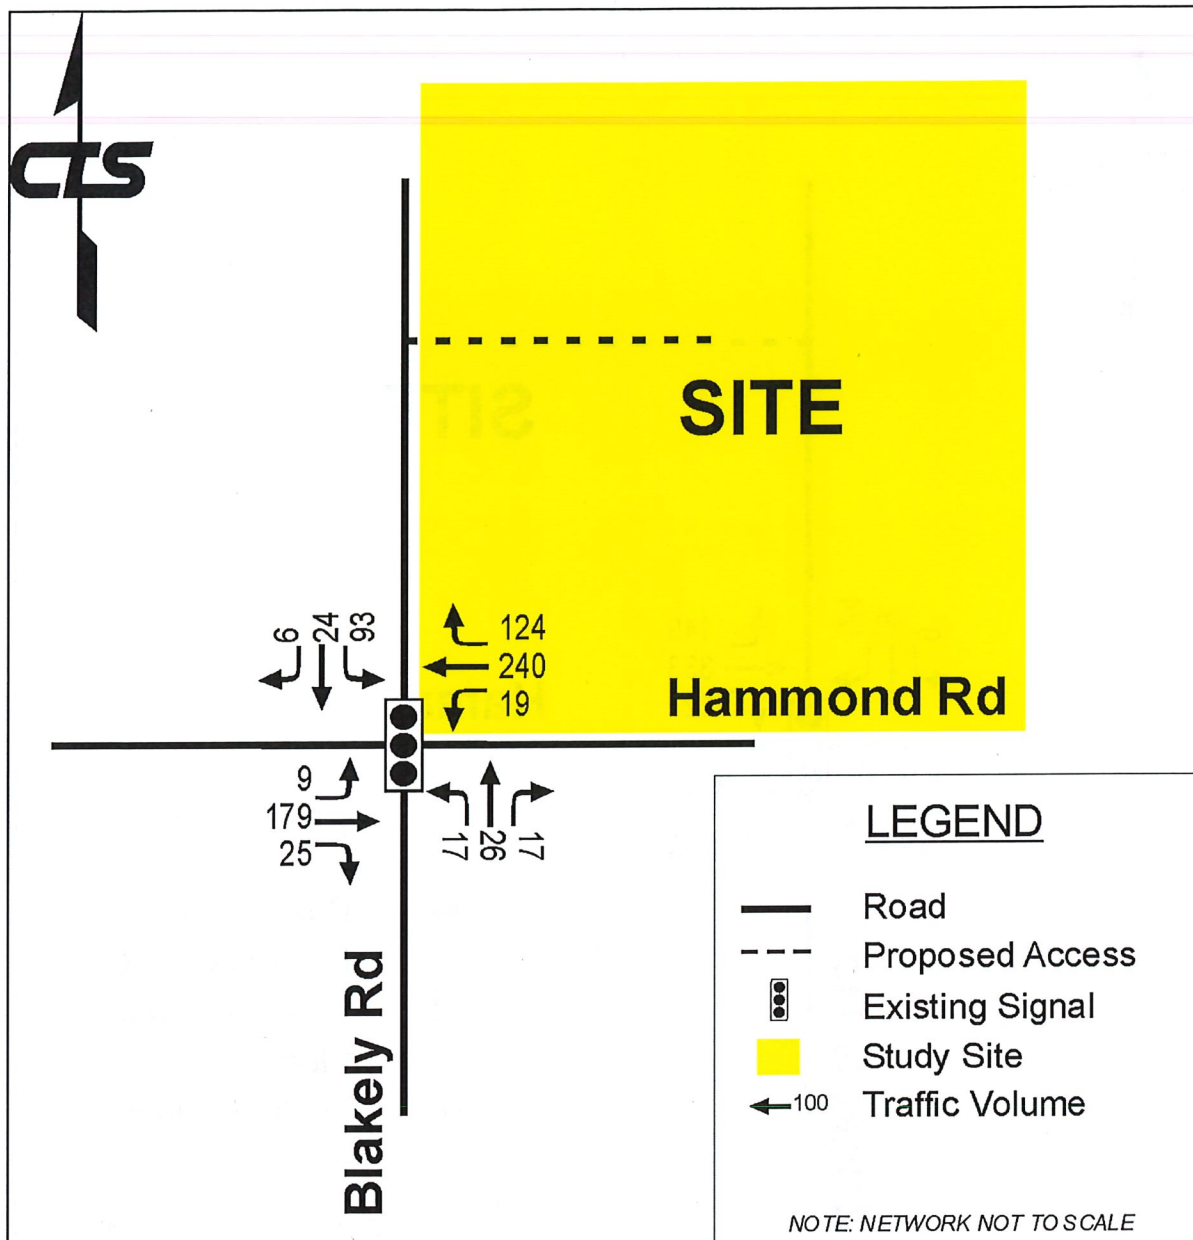 CTS
SITE
6
24
93
124
240
19
Hammond Rd
9
179
25
17
26
17
Blakely Rd
LEGEND
Road
Proposed Access
Existing Signal
Study Site
100
Traffic Volume
NOTE: NETWORK NOT TO SCALE